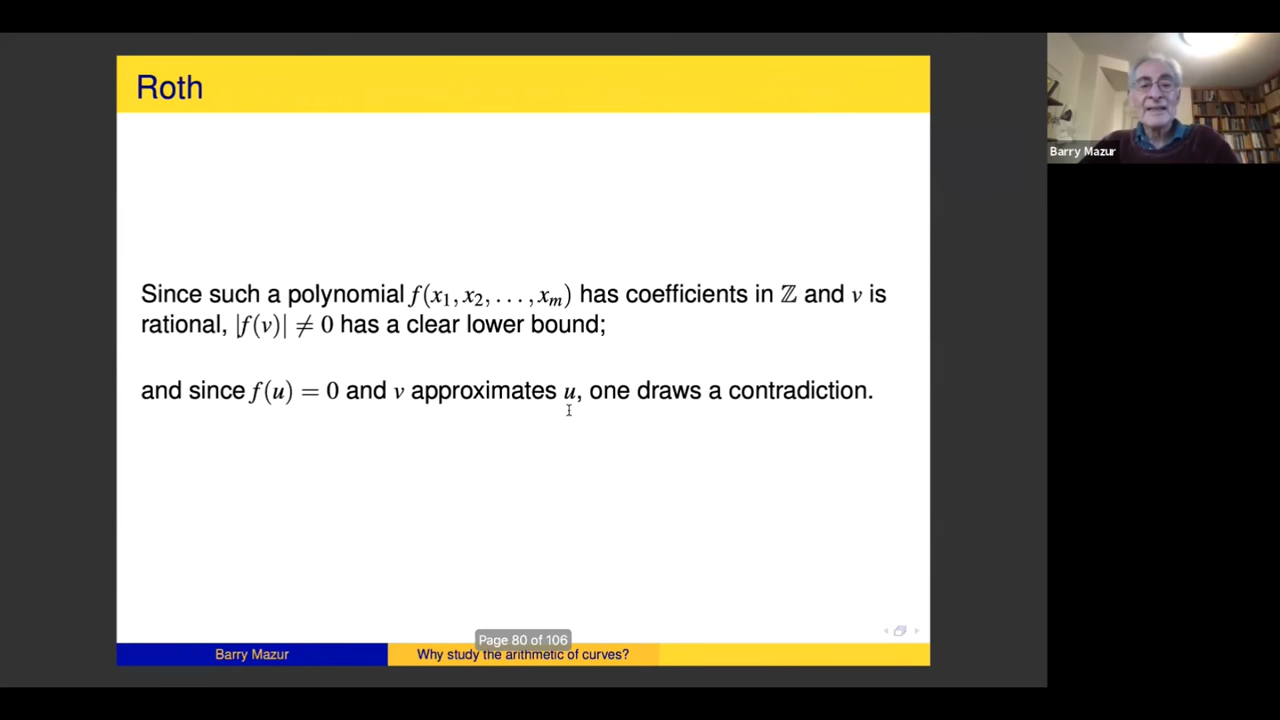 Roth
Barry Mazur
Since such a polynomial f(x₁, x₂, . . . , xₘ) has coefficients in ℤ and v is
rational, |f(v)| ≠ 0 has a clear lower bound;
and since f(u) = 0 and v approximates u, one draws a contradiction.
Page 80 of 106
Barry Mazur
Why study the arithmetic of curves?